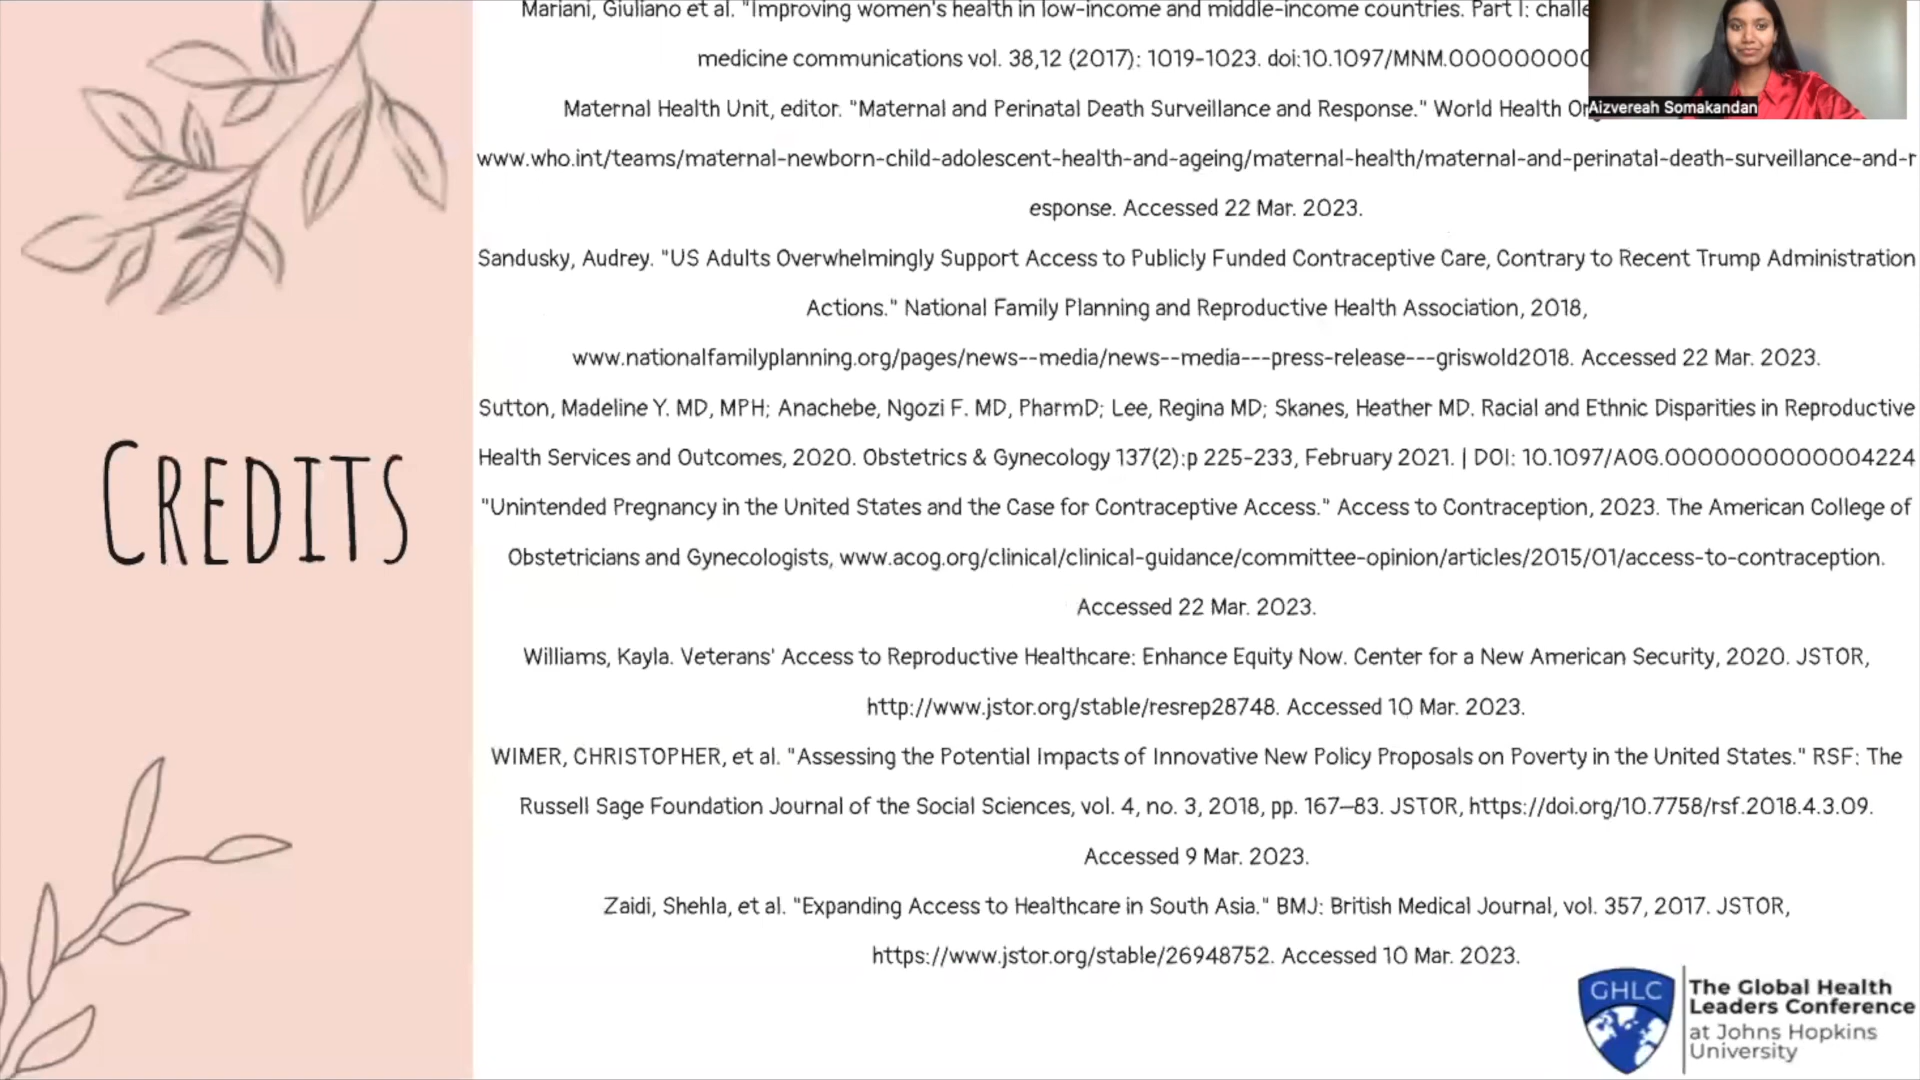 CREDITS
Mariani, Giuliano et al. "Improving women's health in low-income and middle-income countries. Part I: challe
medicine communications vol. 38,12 (2017): 1019-1023. doi:10.1097/MNM.000000000
Maternal Health Unit, editor. "Maternal and Perinatal Death Surveillance and Response." World Health Or
www.who.int/teams/maternal-newborn-child-adolescent-health-and-ageing/maternal-health/maternal-and-perinatal-death-surveillance-and-r
esponse. Accessed 22 Mar. 2023.
Sandusky, Audrey. "US Adults Overwhelmingly Support Access to Publicly Funded Contraceptive Care, Contrary to Recent Trump Administration
Actions." National Family Planning and Reproductive Health Association, 2018,
www.nationalfamilyplanning.org/pages/news--media/news--media---press-release---griswold2018. Accessed 22 Mar. 2023.
Sutton, Madeline Y. MD, MPH; Anachebe, Ngozi F. MD, PharmD; Lee, Regina MD; Skanes, Heather MD. Racial and Ethnic Disparities in Reproductive
Health Services and Outcomes, 2020. Obstetrics & Gynecology 137(2):p 225-233, February 2021. | DOI: 10.1097/AOG.0000000000004224
"Unintended Pregnancy in the United States and the Case for Contraceptive Access." Access to Contraception, 2023. The American College of
Obstetricians and Gynecologists, www.acog.org/clinical/clinical-guidance/committee-opinion/articles/2015/01/access-to-contraception.
Accessed 22 Mar. 2023.
Williams, Kayla. Veterans' Access to Reproductive Healthcare: Enhance Equity Now. Center for a New American Security, 2020. JSTOR,
http://www.jstor.org/stable/resrep28748. Accessed 10 Mar. 2023.
WIMER, CHRISTOPHER, et al. "Assessing the Potential Impacts of Innovative New Policy Proposals on Poverty in the United States." RSF: The
Russell Sage Foundation Journal of the Social Sciences, vol. 4, no. 3, 2018, pp. 167–83. JSTOR, https://doi.org/10.7758/rsf.2018.4.3.09.
Accessed 9 Mar. 2023.
Zaidi, Shehla, et al. "Expanding Access to Healthcare in South Asia." BMJ: British Medical Journal, vol. 357, 2017. JSTOR,
https://www.jstor.org/stable/26948752. Accessed 10 Mar. 2023.
Aizvereah Somakandan
GHLC
The Global Health
Leaders Conference
at Johns Hopkins
University